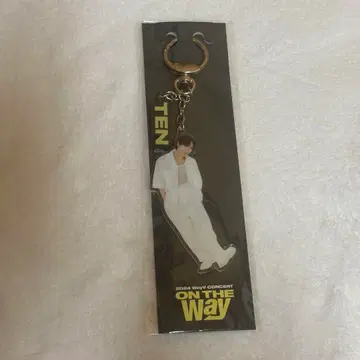 TEN
2024 WayV CONCERT
ON THE
Way